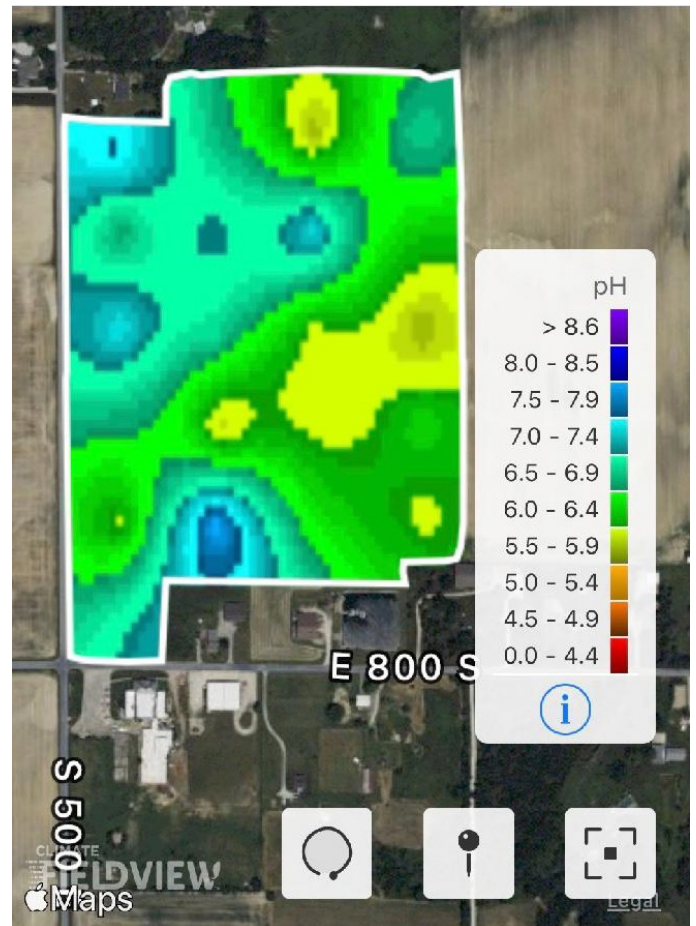 pH
> 8.6
8.0 - 8.5
7.5 - 7.9
7.0 - 7.4
6.5 - 6.9
6.0 - 6.4
5.5 - 5.9
5.0 - 5.4
4.5 - 4.9
0.0 - 4.4
i
E 800 S
S 500
CLIMATE
FIELDVIEW
Maps
Legal